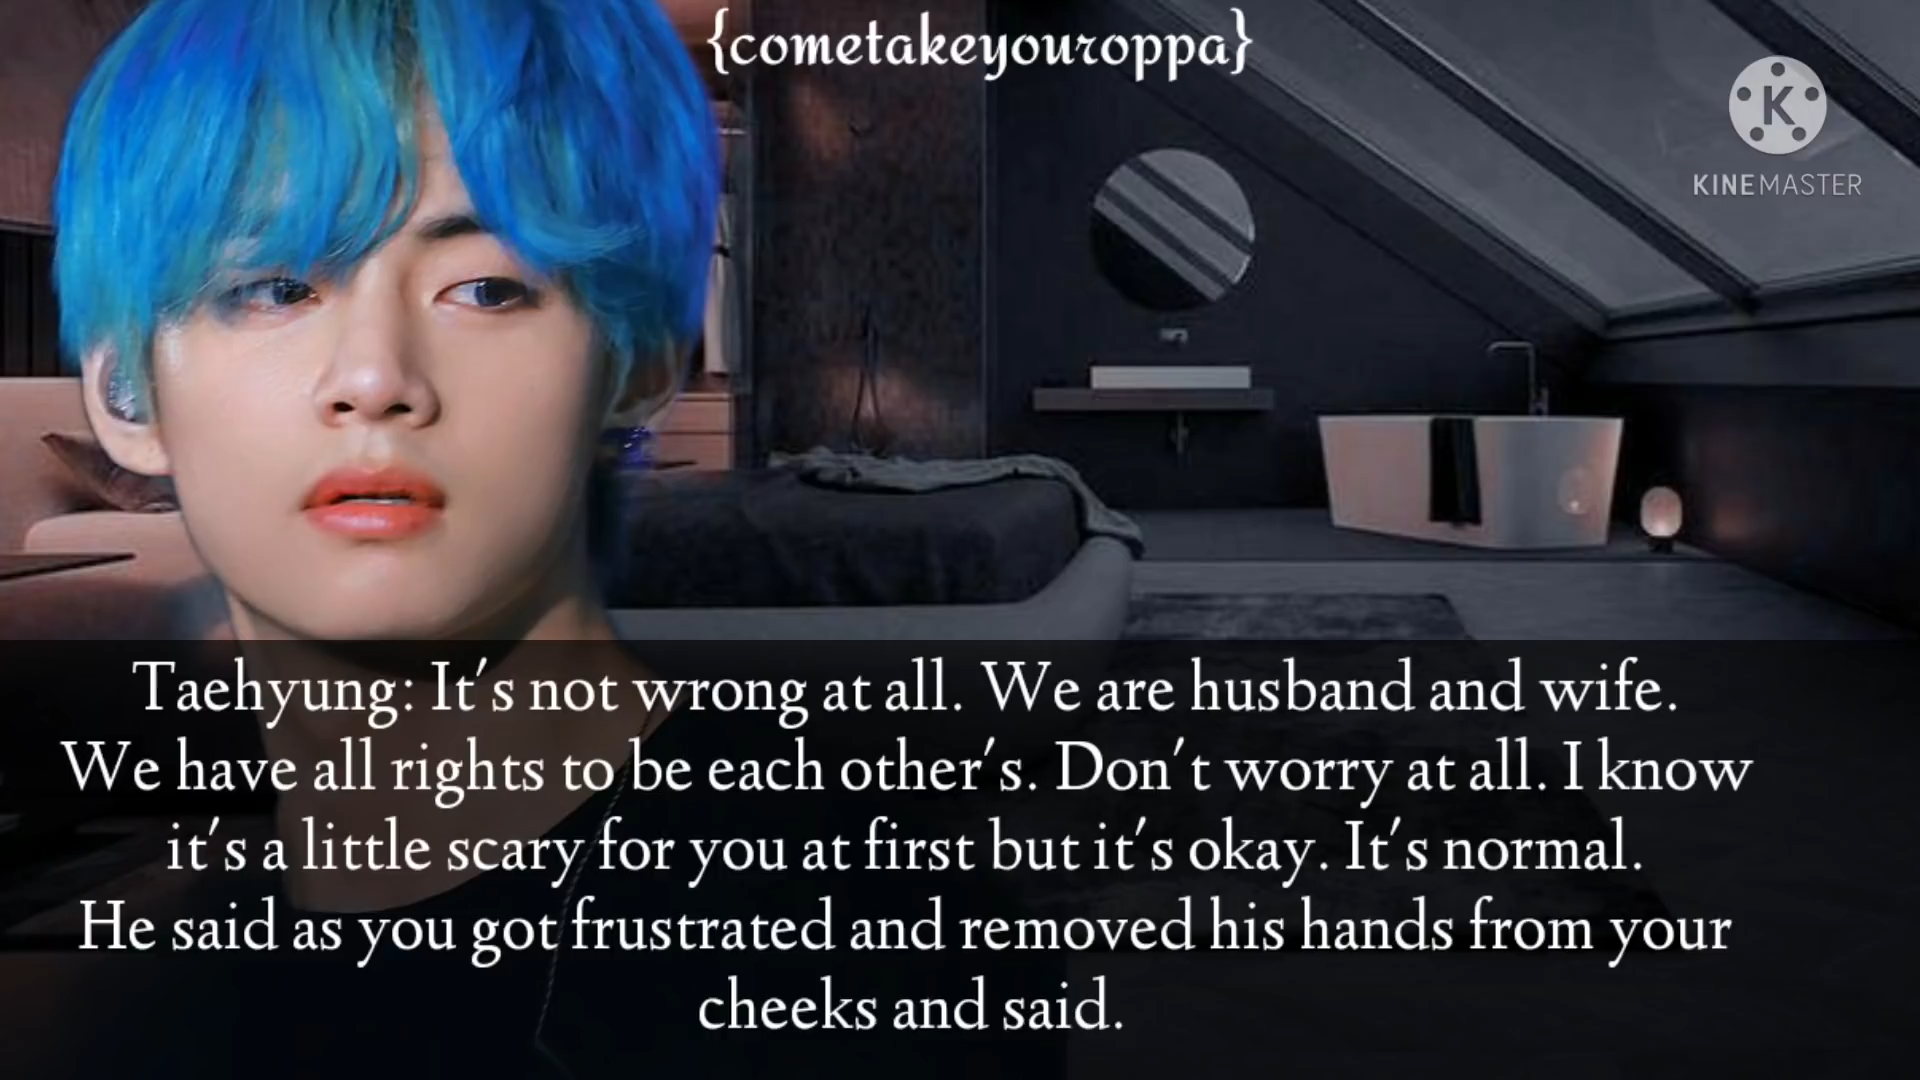 {cometakeyouroppa}
K
KINEMASTER
Taehyung: It's not wrong at all. We are husband and wife.
We have all rights to be each other's. Don't worry at all. I know
it's a little scary for you at first but it's okay. It's normal.
He said as you got frustrated and removed his hands from your
cheeks and said.